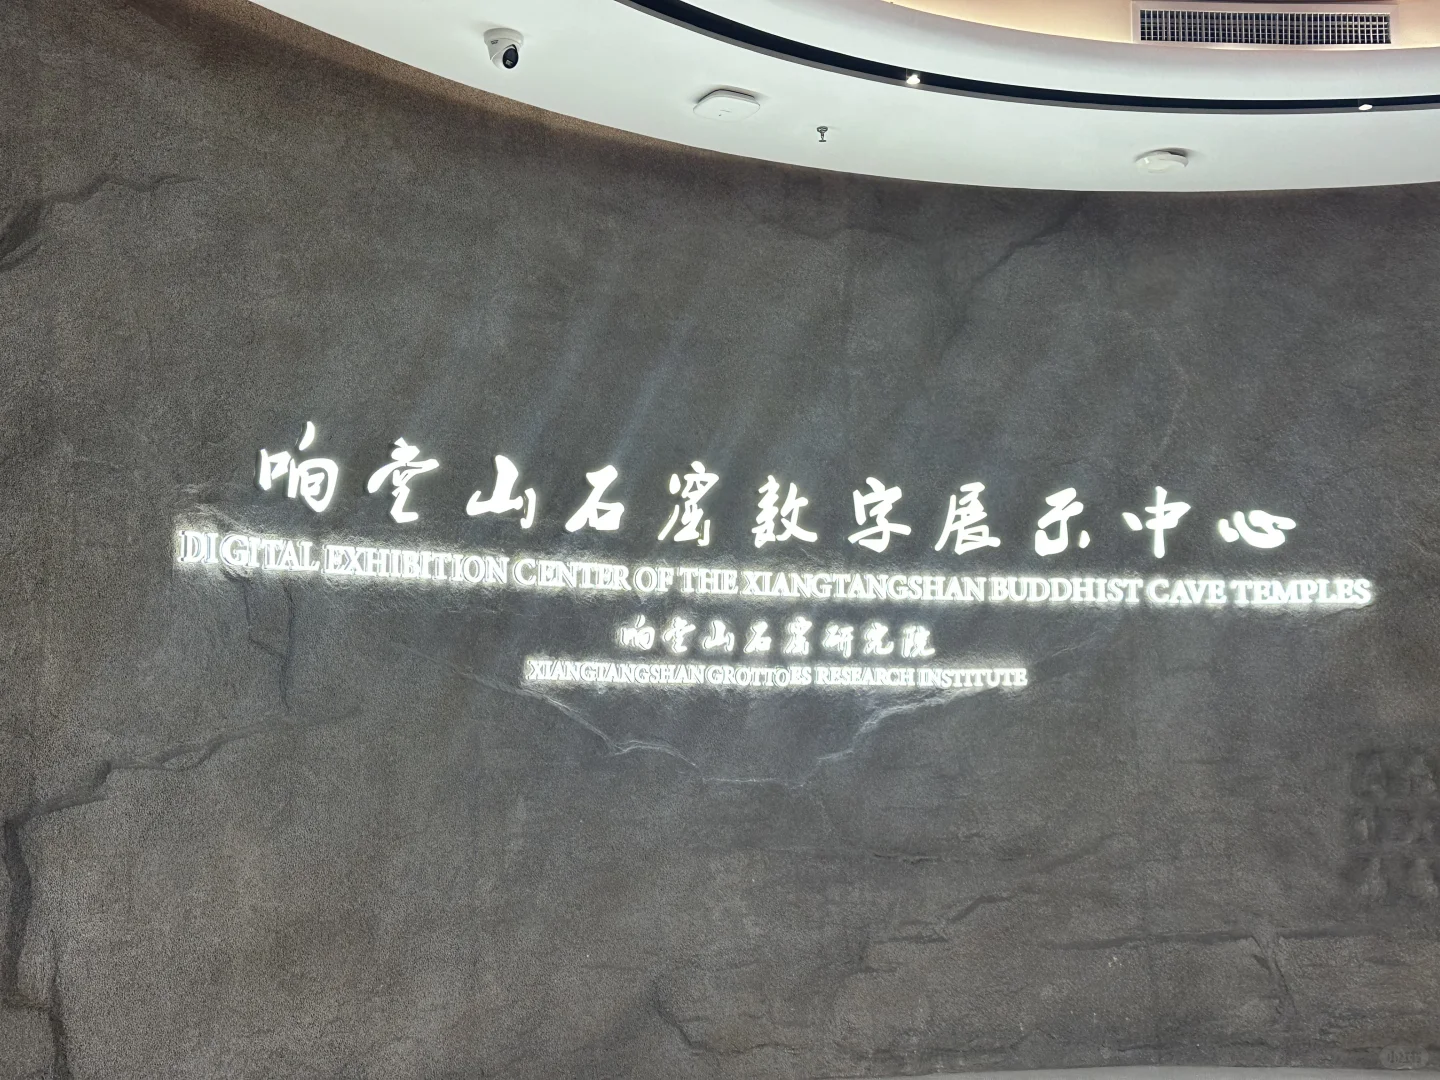 响堂山石窟数字展示中心
DIGITAL EXHIBITION CENTER OF THE XIANGTANGSHAN BUDDHIST CAVE TEMPLES
响堂山石窟研究院
XIANGTANGSHAN GROTTOES RESEARCH INSTITUTE